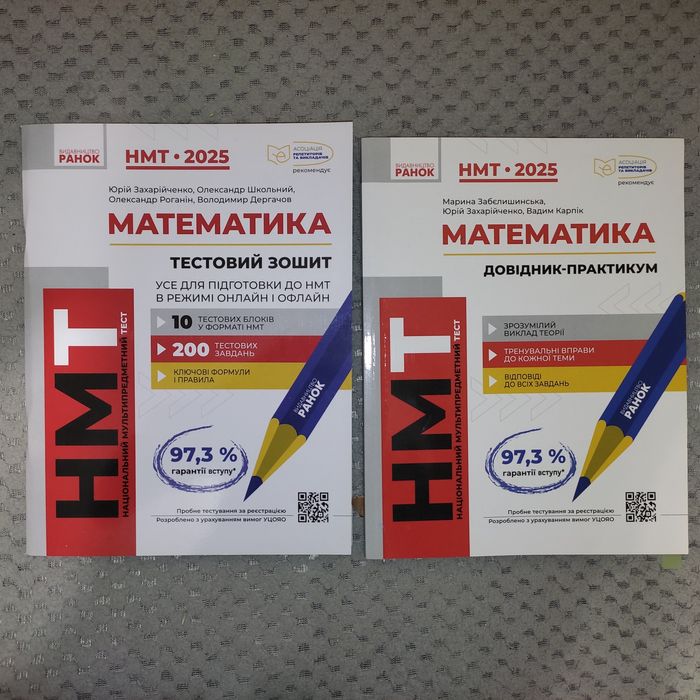 ВИДАВНИЦТВО
РАНОК
НМТ • 2025
АСОЦІАЦІЯ
РЕПЕТИТОРІВ ТА ВИКЛАДАЧІВ
рекомендує
Юрій Захарійченко, Олександр Школьний,
Олександр Роганін, Володимир Дергачов
МАТЕМАТИКА
ТЕСТОВИЙ ЗОШИТ
УСЕ ДЛЯ ПІДГОТОВКИ ДО НМТ
В РЕЖИМІ ОНЛАЙН І ОФЛАЙН
10 ТЕСТОВИХ БЛОКІВ
У ФОРМАТІ НМТ
200 ТЕСТОВИХ
ЗАВДАНЬ
КЛЮЧОВІ ФОРМУЛИ
І ПРАВИЛА
НМТ
НАЦІОНАЛЬНИЙ МУЛЬТИПРЕДМЕТНИЙ ТЕСТ
ВИДАВНИЦТВО
РАНОК
97,3 %
гарантії вступу*
Пробне тестування за реєстрацією
Розроблено з урахуванням вимог УЦОЯО
ВИДАВНИЦТВО
РАНОК
НМТ • 2025
АСОЦІАЦІЯ
РЕПЕТИТОРІВ ТА ВИКЛАДАЧІВ
рекомендує
Марина Забєлишинська,
Юрій Захарійченко, Вадим Карпік
МАТЕМАТИКА
ДОВІДНИК-ПРАКТИКУМ
ЗРОЗУМІЛИЙ
ВИКЛАД ТЕОРІЇ
ТРЕНУВАЛЬНІ ВПРАВИ
ДО КОЖНОЇ ТЕМИ
ВІДПОВІДІ
ДО ВСІХ ЗАВДАНЬ
НМТ
НАЦІОНАЛЬНИЙ МУЛЬТИПРЕДМЕТНИЙ ТЕСТ
ВИДАВНИЦТВО
РАНОК
97,3 %
гарантії вступу*
Пробне тестування за реєстрацією
Розроблено з урахуванням вимог УЦОЯО